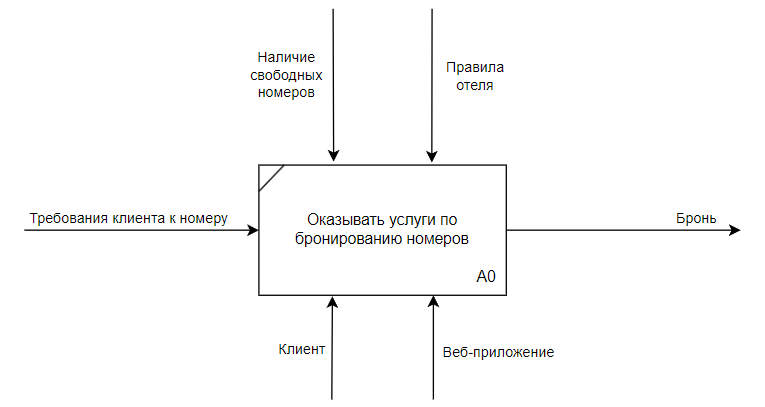 Наличие
свободных
номеров
Правила
отеля
Требования клиента к номеру
Оказывать услуги по
бронированию номеров
A0
Бронь
Клиент
Веб-приложение